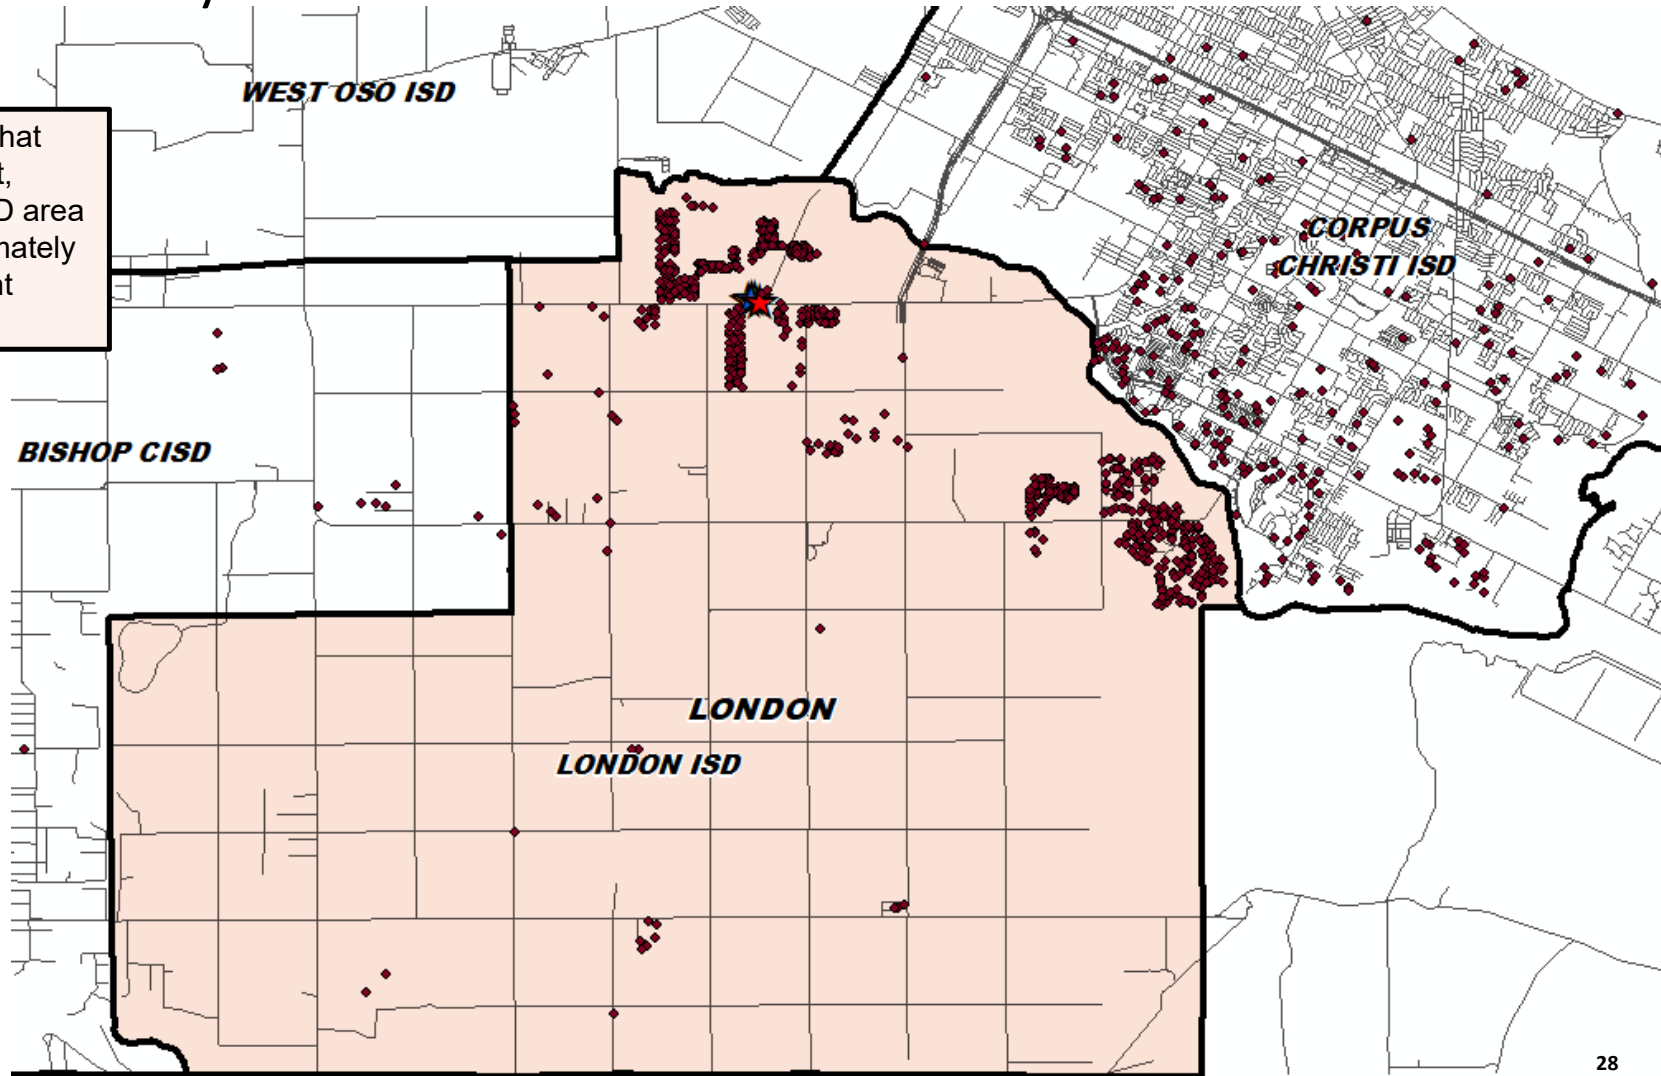 WEST OSO ISD
hat
t,
D area
nately
nt
CORPUS
CHRISTI ISD
BISHOP CISD
LONDON
LONDON ISD
28